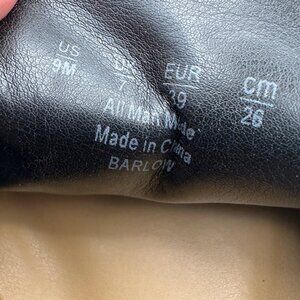 US UK EUR cm
9M 7 39 26
All Man Made
Made in China
BARLOW